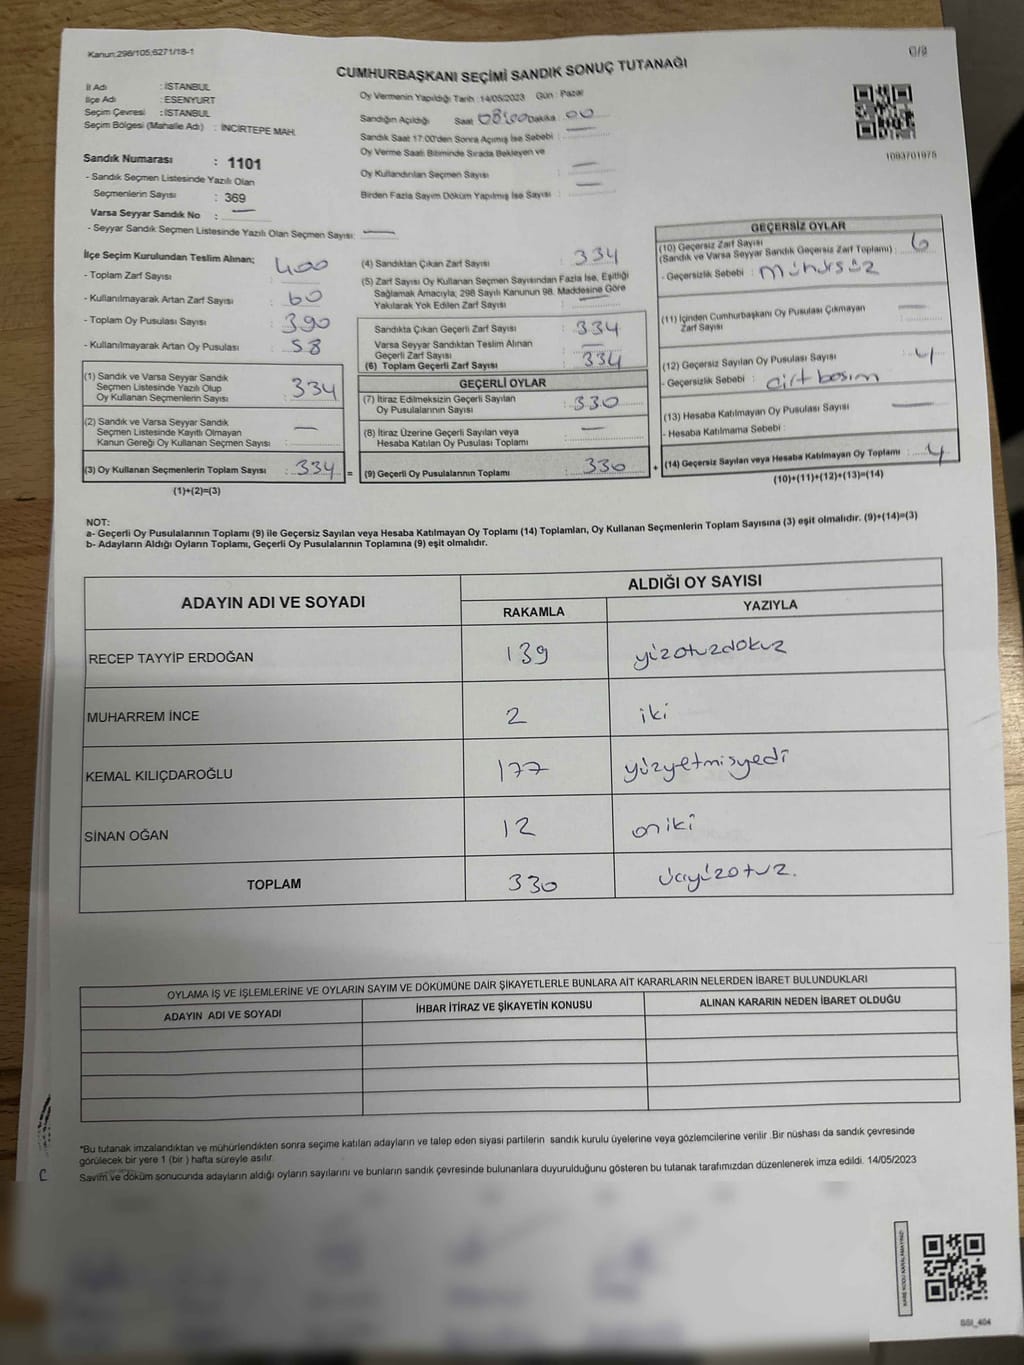 Kanun:298/105;6271/18-1
CUMHURBAŞKANI SEÇİMİ SANDIK SONUÇ TUTANAĞI
İl Adı : İSTANBUL
İlçe Adı : ESENYURT
Seçim Çevresi : İSTANBUL
Seçim Bölgesi (Mahalle Adı) : İNCİRTEPE MAH.
Sandık Numarası : 1101
- Sandık Seçmen Listesinde Yazılı Olan
Seçmenlerin Sayısı : 369
Varsa Seyyar Sandık No : —
- Seyyar Sandık Seçmen Listesinde Yazılı Olan Seçmen Sayısı: —
Oy Vermenin Yapıldığı Tarih :14/05/2023 Gün : Pazar
Sandığın Açıldığı Saat 08:00 Dakika : 00
Sandık Saat 17:00'den Sonra Açımış İse Sebebi : —
Oy Verme Saati Bitiminde Sırada Bekleyen ve
Oy Kullandırılan Seçmen Sayısı : —
Birden Fazla Sayım Döküm Yapılmış İse Sayısı : —
1093701975
İlçe Seçim Kurulundan Teslim Alınan;
- Toplam Zarf Sayısı : 400
- Kullanılmayarak Artan Zarf Sayısı : 60
- Toplam Oy Pusulası Sayısı : 390
- Kullanılmayarak Artan Oy Pusulası : 58
(1) Sandık ve Varsa Seyyar Sandık
Seçmen Listesinde Yazılı Olup
Oy Kullanan Seçmenlerin Sayısı : 334
(2) Sandık ve Varsa Seyyar Sandık
Seçmen Listesinde Kayıtlı Olmayan
Kanun Gereği Oy Kullanan Seçmen Sayısı : —
(3) Oy Kullanan Seçmenlerin Toplam Sayısı : 334 =
(1)+(2)=(3)
(4) Sandıktan Çıkan Zarf Sayısı : 334
(5) Zarf Sayısı Oy Kullanan Seçmen Sayısından Fazla İse, Eşitliği
Sağlamak Amacıyla; 298 Sayılı Kanunun 98. Maddesine Göre
Yakılarak Yok Edilen Zarf Sayısı : —
Sandıkta Çıkan Geçerli Zarf Sayısı : 334
Varsa Seyyar Sandıktan Teslim Alınan
Geçerli Zarf Sayısı : —
(6) Toplam Geçerli Zarf Sayısı : 334
GEÇERLİ OYLAR
(7) İtiraz Edilmeksizin Geçerli Sayılan
Oy Pusulalarının Sayısı : 330
(8) İtiraz Üzerine Geçerli Sayılan veya
Hesaba Katılan Oy Pusulası Toplamı : —
(9) Geçerli Oy Pusulalarının Toplamı : 330 +
GEÇERSİZ OYLAR
(10) Geçersiz Zarf Sayısı
(Sandık ve Varsa Seyyar Sandık Geçersiz Zarf Toplamı) : 6
- Geçersizlik Sebebi : Mühürsüz
(11) İçinden Cumhurbaşkanı Oy Pusulası Çıkmayan
Zarf Sayısı : —
(12) Geçersiz Sayılan Oy Pusulası Sayısı : 4
- Geçersizlik Sebebi : çift basım
(13) Hesaba Katılmayan Oy Pusulası Sayısı : —
- Hesaba Katılmama Sebebi :
(14) Geçersiz Sayılan veya Hesaba Katılmayan Oy Toplamı : 4
(10)+(11)+(12)+(13)=(14)
NOT:
a- Geçerli Oy Pusulalarının Toplamı (9) ile Geçersiz Sayılan veya Hesaba Katılmayan Oy Toplamı (14) Toplamları, Oy Kullanan Seçmenlerin Toplam Sayısına (3) eşit olmalıdır. (9)+(14)=(3)
b- Adayların Aldığı Oyların Toplamı, Geçerli Oy Pusulalarının Toplamına (9) eşit olmalıdır.
ADAYIN ADI VE SOYADI ALDIĞI OY SAYISI
RAKAMLA YAZIYLA
RECEP TAYYİP ERDOĞAN 139 yüzotuzdokuz
MUHARREM İNCE 2 iki
KEMAL KILIÇDAROĞLU 177 yüzyetmişyedi
SİNAN OĞAN 12 oniki
TOPLAM 330 üçyüzotuz.
OYLAMA İŞ VE İŞLEMLERİNE VE OYLARIN SAYIM VE DÖKÜMÜNE DAİR ŞİKAYETLERLE BUNLARA AİT KARARLARIN NELERDEN İBARET BULUNDUKLARI
ADAYIN ADI VE SOYADI İHBAR İTİRAZ VE ŞİKAYETİN KONUSU ALINAN KARARIN NEDEN İBARET OLDUĞU
*Bu tutanak imzalandıktan ve mühürlendikten sonra seçime katılan adayların ve talep eden siyasi partilerin sandık kurulu üyelerine veya gözlemcilerine verilir .Bir nüshası da sandık çevresinde
görülecek bir yere 1 (bir ) hafta süreyle asılır.
Sayım ve döküm sonucunda adayların aldığı oyların sayılarını ve bunların sandık çevresinde bulunanlara duyurulduğunu gösteren bu tutanak tarafımızdan düzenlenerek imza edildi. 14/05/2023
KARE KODU KARALAMAYINIZ!
SSI_404